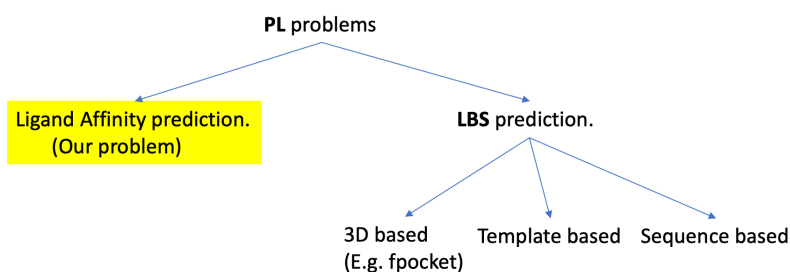 PL problems
Ligand Affinity prediction.
(Our problem)
LBS prediction.
3D based
(E.g. fpocket)
Template based
Sequence based